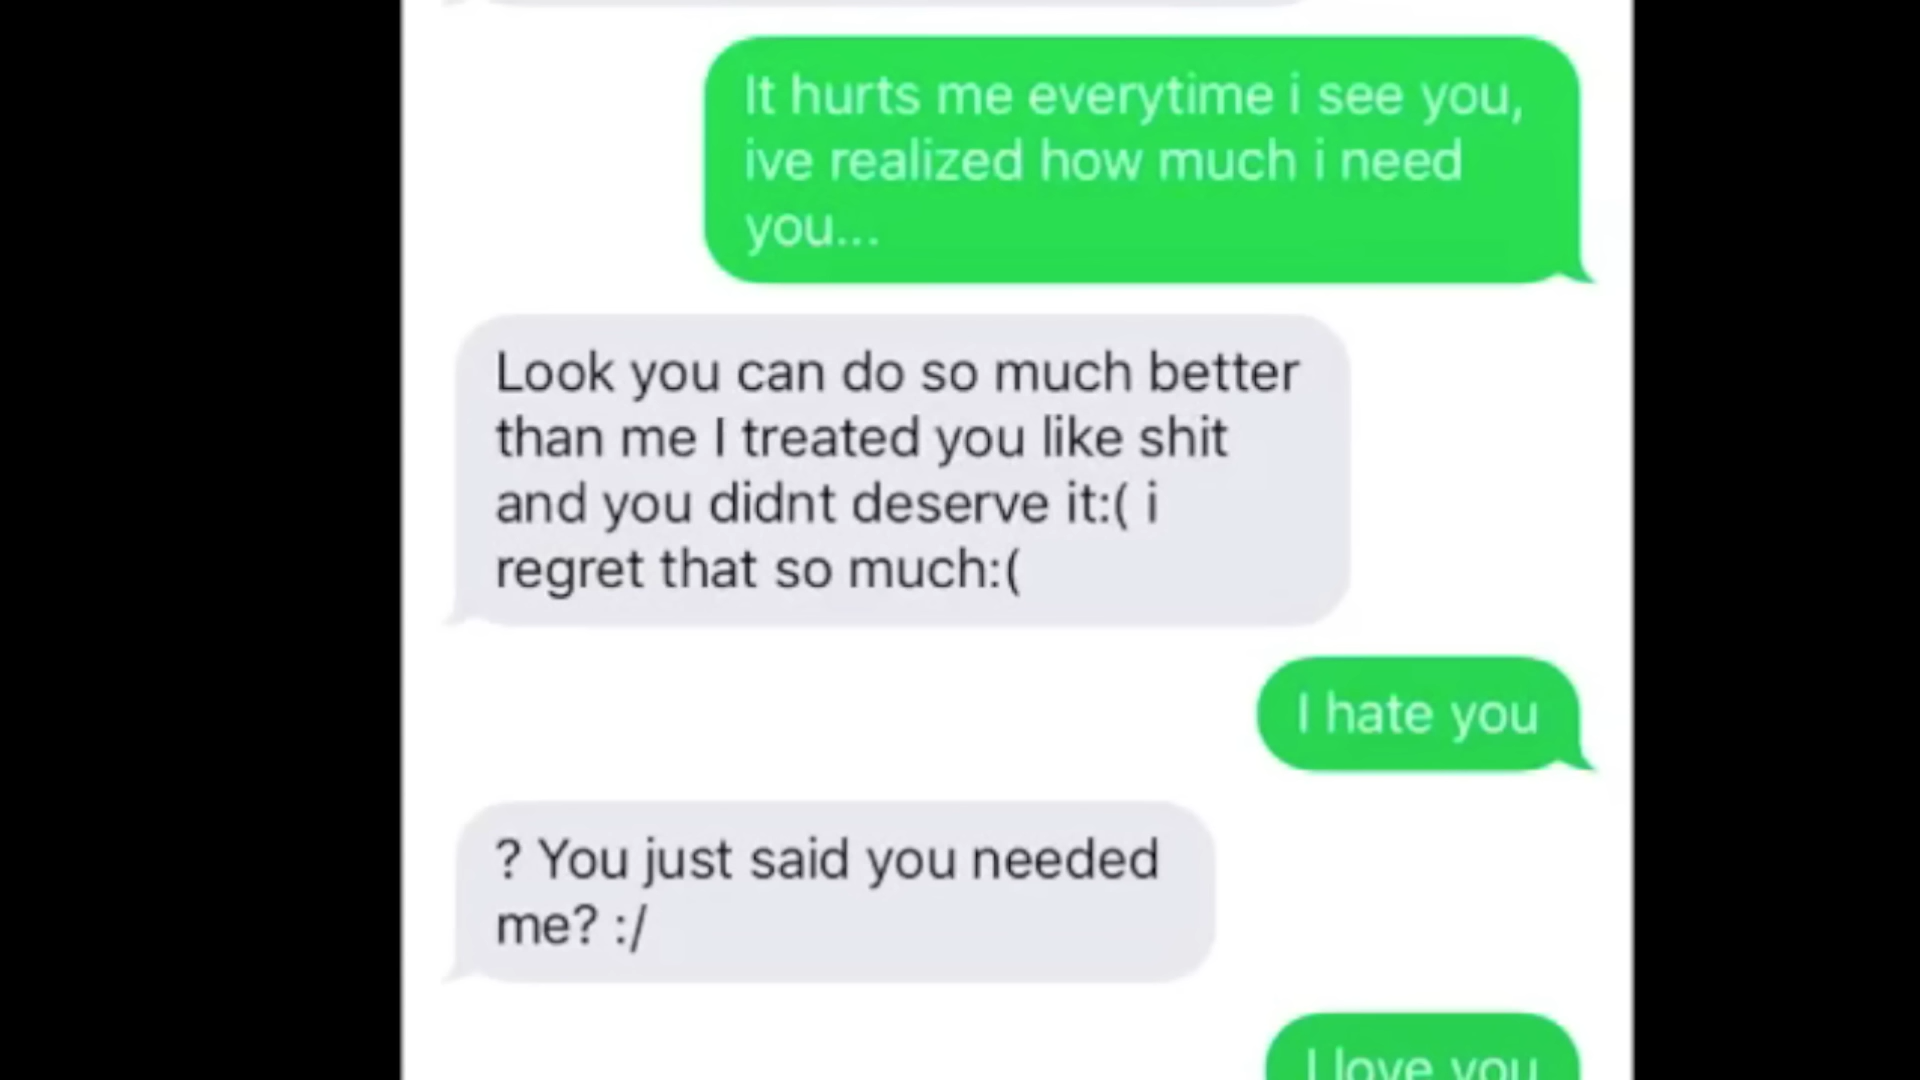 It hurts me everytime i see you,
ive realized how much i need
you...
Look you can do so much better
than me I treated you like shit
and you didnt deserve it:( i
regret that so much:(
I hate you
? You just said you needed
me? :/
I love you